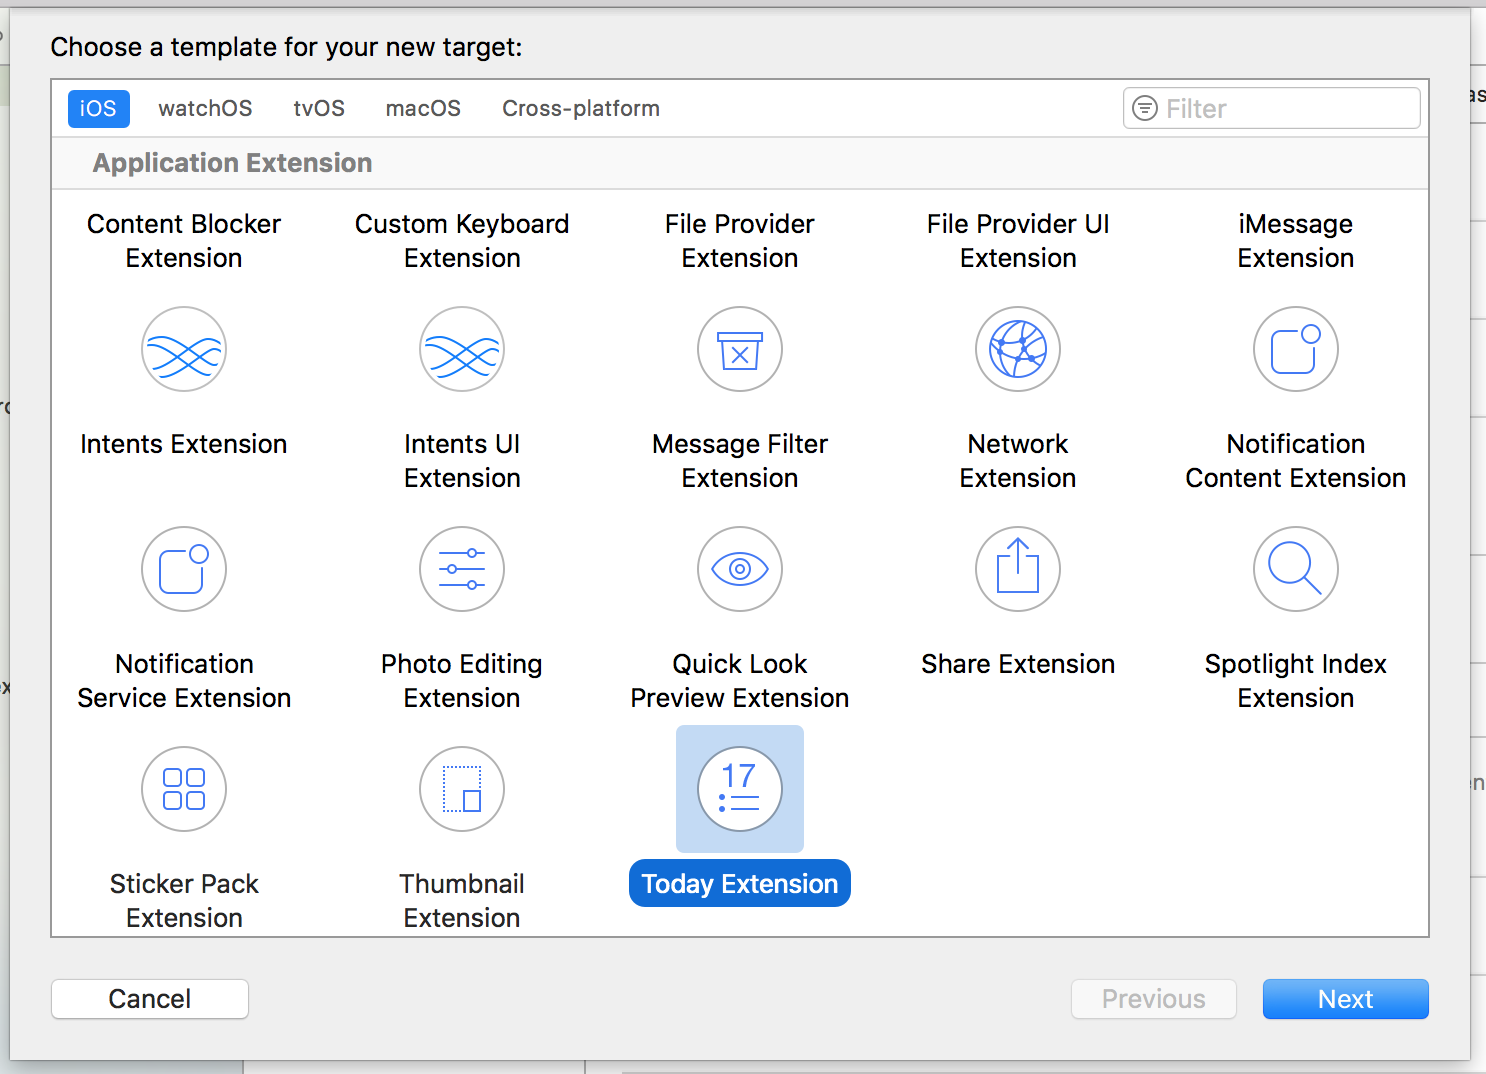 Choose a template for your new target:
iOS watchOS tvOS macOS Cross-platform Filter
Application Extension
Content Blocker Extension
Custom Keyboard Extension
File Provider Extension
File Provider UI Extension
iMessage Extension
Intents Extension
Intents UI Extension
Message Filter Extension
Network Extension
Notification Content Extension
Notification Service Extension
Photo Editing Extension
Quick Look Preview Extension
Share Extension
Spotlight Index Extension
Sticker Pack Extension
Thumbnail Extension
17
Today Extension
Cancel Previous Next